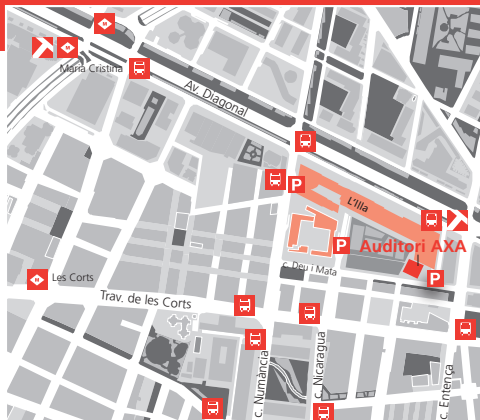 M
M
Maria Cristina
Av. Diagonal
P
L'Illa
P
Auditori AXA
c. Deu i Mata
P
M
Les Corts
Trav. de les Corts
c. Numància
c. Nicaragua
c. Entença